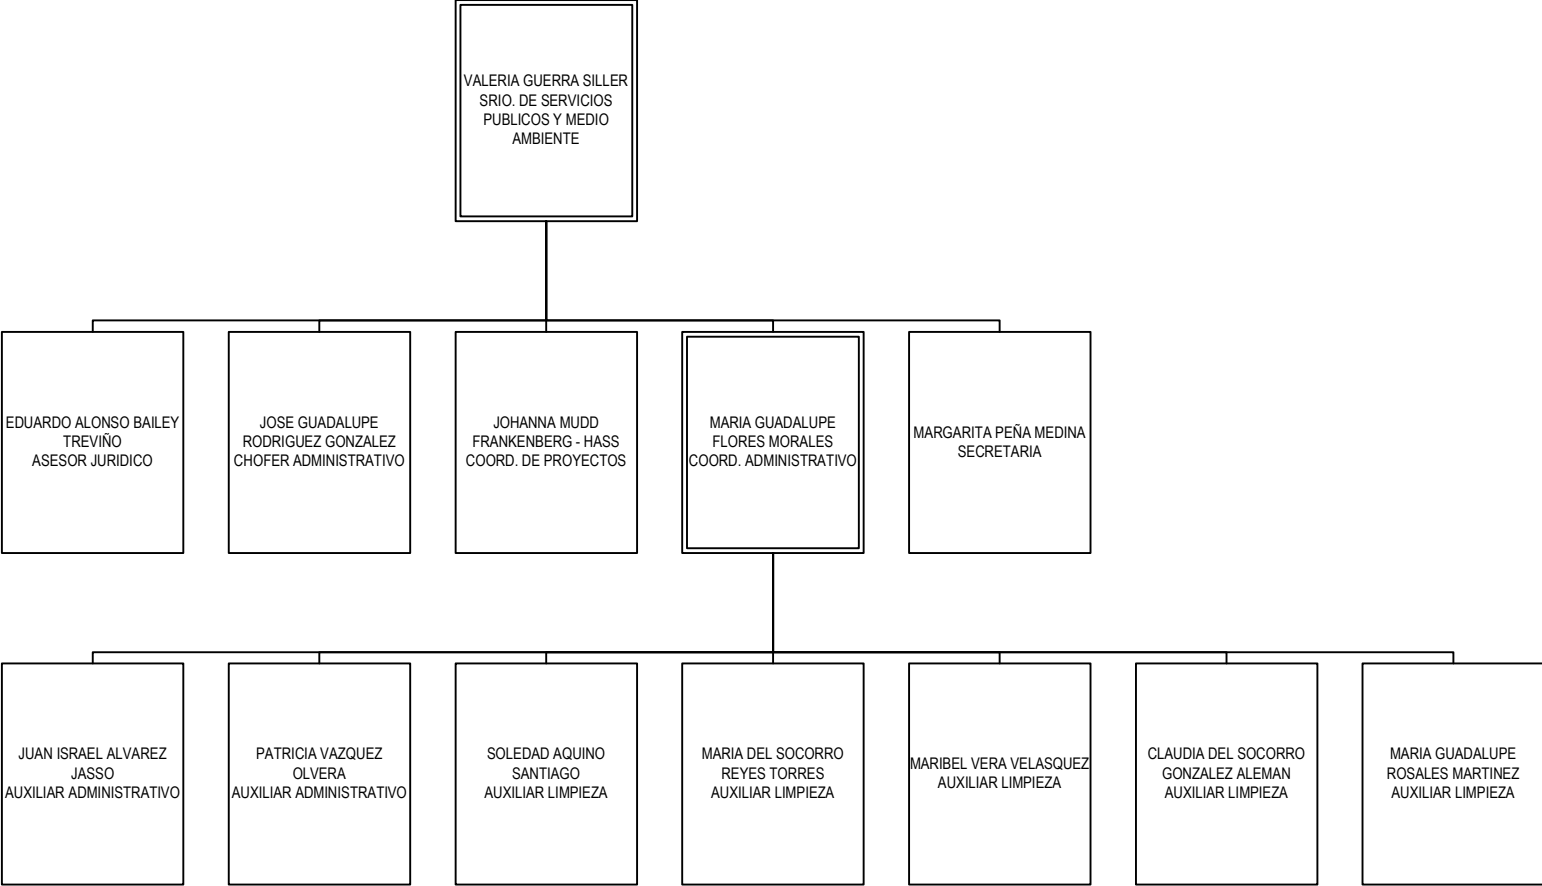 VALERIA GUERRA SILLER
SRIO. DE SERVICIOS
PUBLICOS Y MEDIO
AMBIENTE
EDUARDO ALONSO BAILEY
TREVIÑO
ASESOR JURIDICO
JOSE GUADALUPE
RODRIGUEZ GONZALEZ
CHOFER ADMINISTRATIVO
JOHANNA MUDD
FRANKENBERG - HASS
COORD. DE PROYECTOS
MARIA GUADALUPE
FLORES MORALES
COORD. ADMINISTRATIVO
MARGARITA PEÑA MEDINA
SECRETARIA
JUAN ISRAEL ALVAREZ
JASSO
AUXILIAR ADMINISTRATIVO
PATRICIA VAZQUEZ
OLVERA
AUXILIAR ADMINISTRATIVO
SOLEDAD AQUINO
SANTIAGO
AUXILIAR LIMPIEZA
MARIA DEL SOCORRO
REYES TORRES
AUXILIAR LIMPIEZA
MARIBEL VERA VELASQUEZ
AUXILIAR LIMPIEZA
CLAUDIA DEL SOCORRO
GONZALEZ ALEMAN
AUXILIAR LIMPIEZA
MARIA GUADALUPE
ROSALES MARTINEZ
AUXILIAR LIMPIEZA